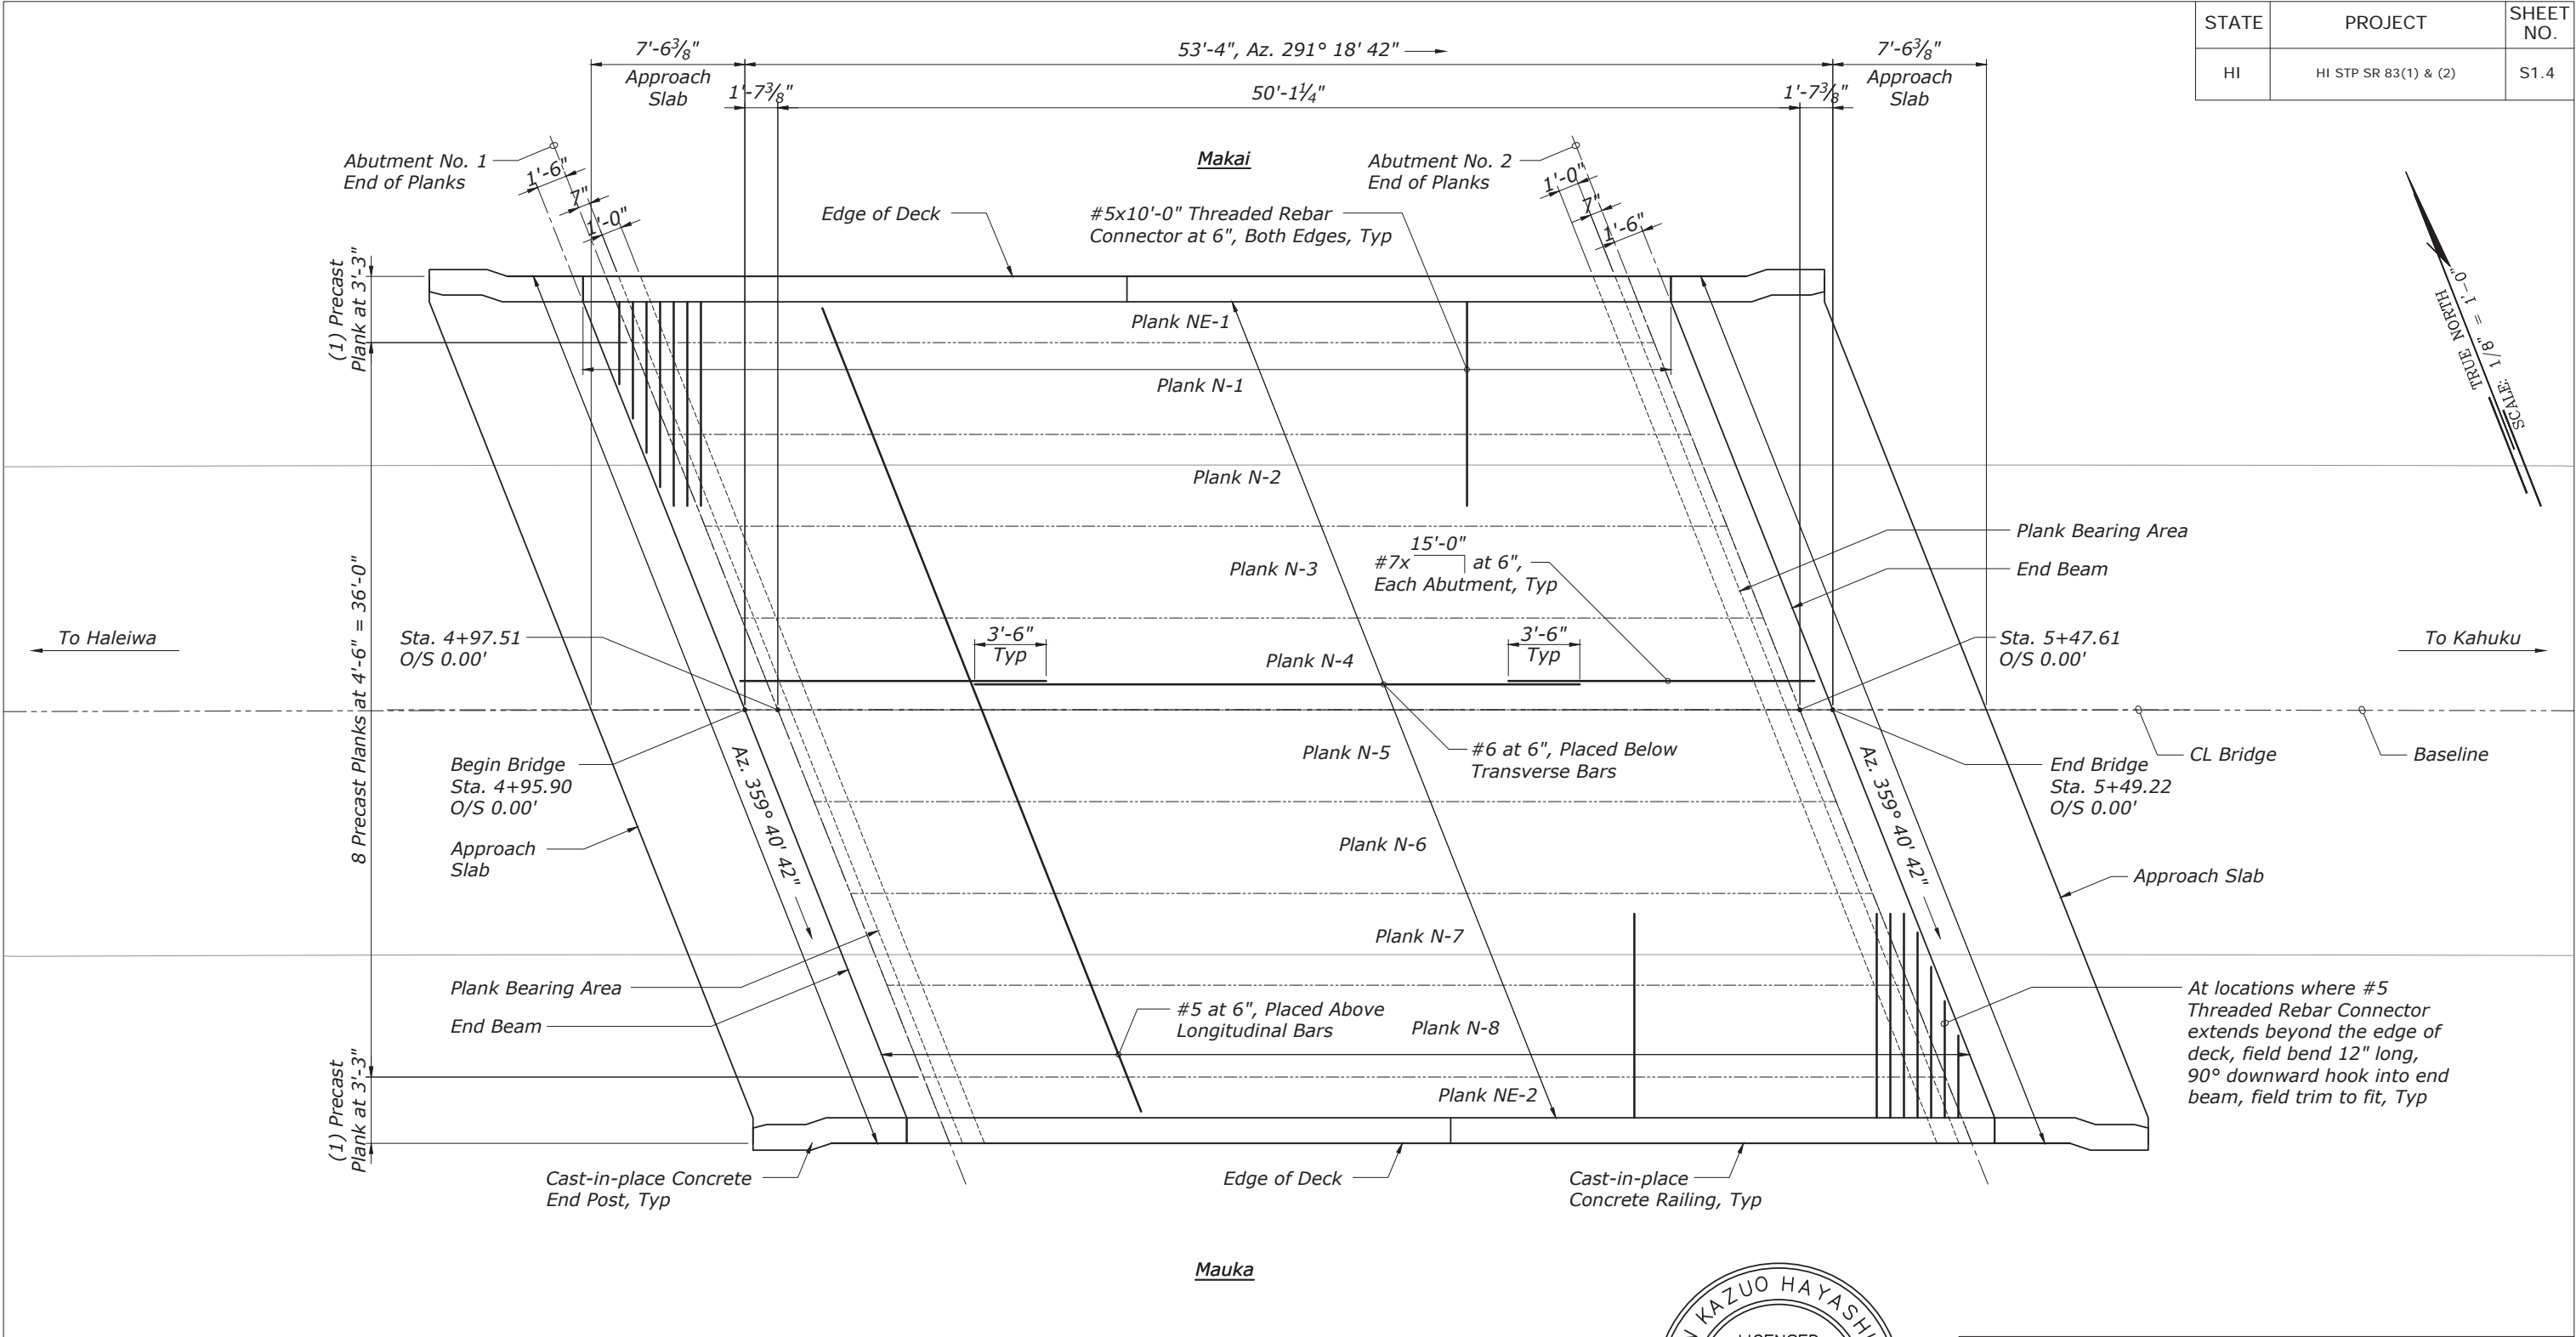 STATE
PROJECT
SHEET
NO.
HI
HI STP SR 83(1) & (2)
S1.4
7'-6⅜"
Approach
Slab
53'-4", Az. 291° 18' 42"
7'-6⅜"
Approach
Slab
1'-7⅜"
50'-1¼"
1'-7⅜"
Abutment No. 1
End of Planks
1'-6"
7"
1'-0"
Makai
Abutment No. 2
End of Planks
1'-0"
7"
1'-6"
Edge of Deck
#5x10'-0" Threaded Rebar
Connector at 6", Both Edges, Typ
TRUE NORTH
SCALE: 1/8" = 1'-0"
(1) Precast
Plank at 3'-3"
Plank NE-1
Plank N-1
Plank N-2
Plank N-3
15'-0"
#7x at 6",
Each Abutment, Typ
Plank Bearing Area
End Beam
To Haleiwa
Sta. 4+97.51
O/S 0.00'
3'-6"
Typ
Plank N-4
3'-6"
Typ
Sta. 5+47.61
O/S 0.00'
To Kahuku
8 Precast Planks at 4'-6" = 36'-0"
Begin Bridge
Sta. 4+95.90
O/S 0.00'
Az. 359° 40' 42"
Plank N-5
#6 at 6", Placed Below
Transverse Bars
Az. 359° 40' 42"
End Bridge
Sta. 5+49.22
O/S 0.00'
CL Bridge
Baseline
Approach
Slab
Plank N-6
Approach Slab
Plank N-7
Plank Bearing Area
End Beam
#5 at 6", Placed Above
Longitudinal Bars
Plank N-8
At locations where #5
Threaded Rebar Connector
extends beyond the edge of
deck, field bend 12" long,
90° downward hook into end
beam, field trim to fit, Typ
(1) Precast
Plank at 3'-3"
Plank NE-2
Cast-in-place Concrete
End Post, Typ
Edge of Deck
Cast-in-place
Concrete Railing, Typ
Mauka
KAZUO